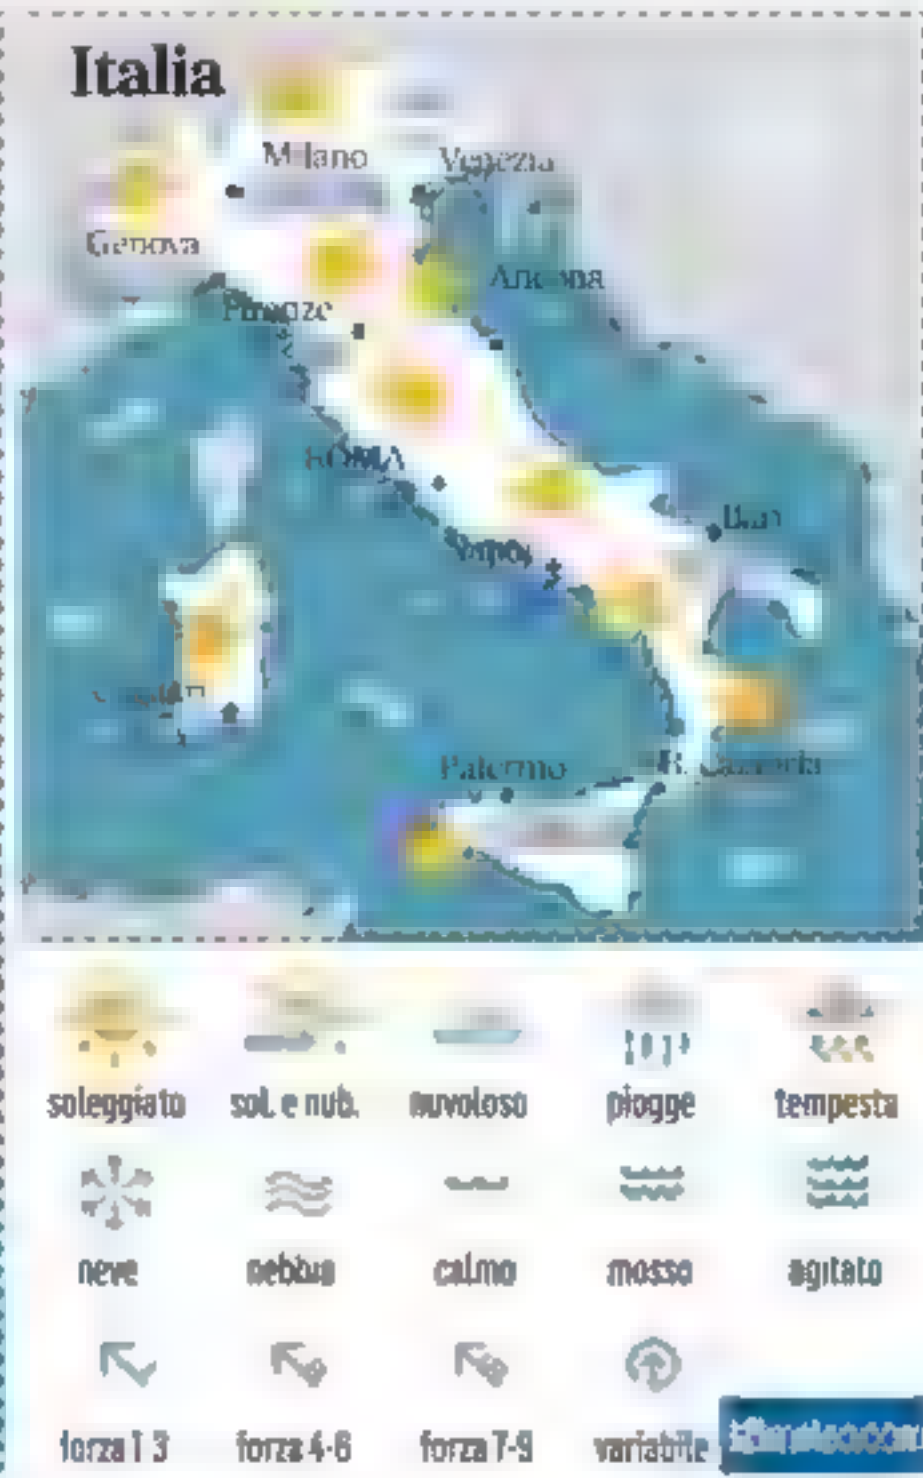 Italia
Milano
Venezia
Genova
Ancona
Firenze
ROMA
Bari
Napoli
Palermo
R. Calabria
soleggiato sol. e nub. nuvoloso piogge tempesta
neve nebbia calmo mosso agitato
forza 1-3 forza 4-6 forza 7-9 variabile